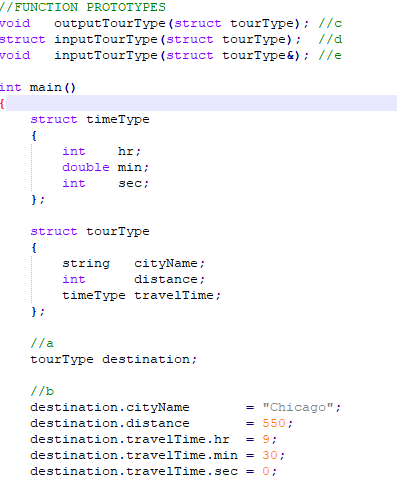 //FUNCTION PROTOTYPES
void   outputTourType(struct tourType); //c
struct inputTourType(struct tourType);  //d
void   inputTourType(struct tourType&); //e
int main()
{
    struct timeType
    {
        int    hr;
        double min;
        int    sec;
    };
    struct tourType
    {
        string   cityName;
        int      distance;
        timeType travelTime;
    };
    //a
    tourType destination;
    //b
    destination.cityName       = "Chicago";
    destination.distance       = 550;
    destination.travelTime.hr  = 9;
    destination.travelTime.min = 30;
    destination.travelTime.sec = 0;